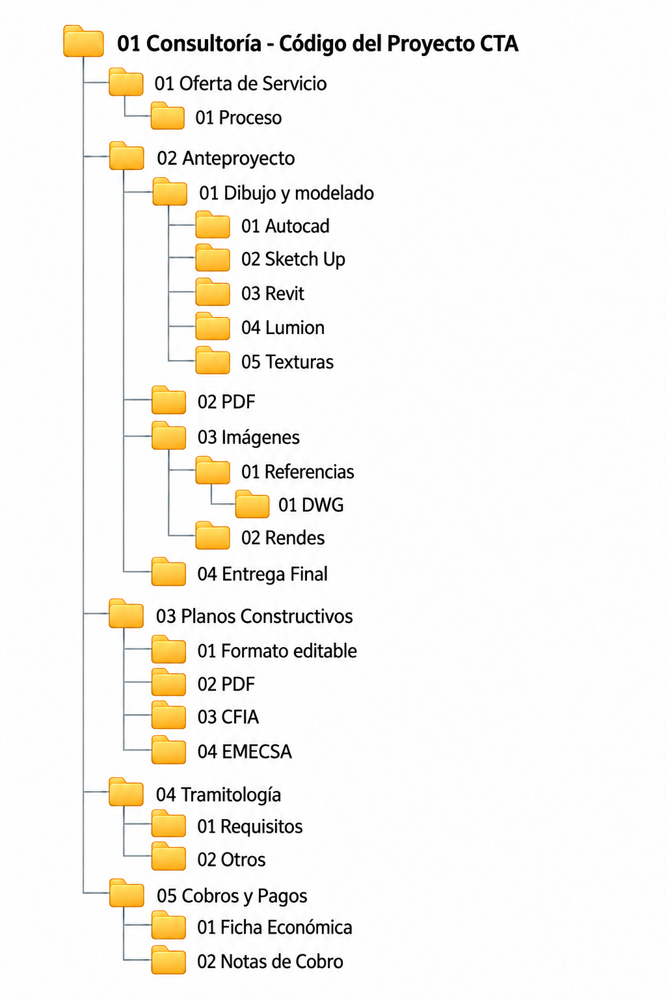 01 Consultoría - Código del Proyecto CTA
01 Oferta de Servicio
01 Proceso
02 Anteproyecto
01 Dibujo y modelado
01 Autocad
02 Sketch Up
03 Revit
04 Lumion
05 Texturas
02 PDF
03 Imágenes
01 Referencias
01 DWG
02 Rendes
04 Entrega Final
03 Planos Constructivos
01 Formato editable
02 PDF
03 CFIA
04 EMECSA
04 Tramitología
01 Requisitos
02 Otros
05 Cobros y Pagos
01 Ficha Económica
02 Notas de Cobro